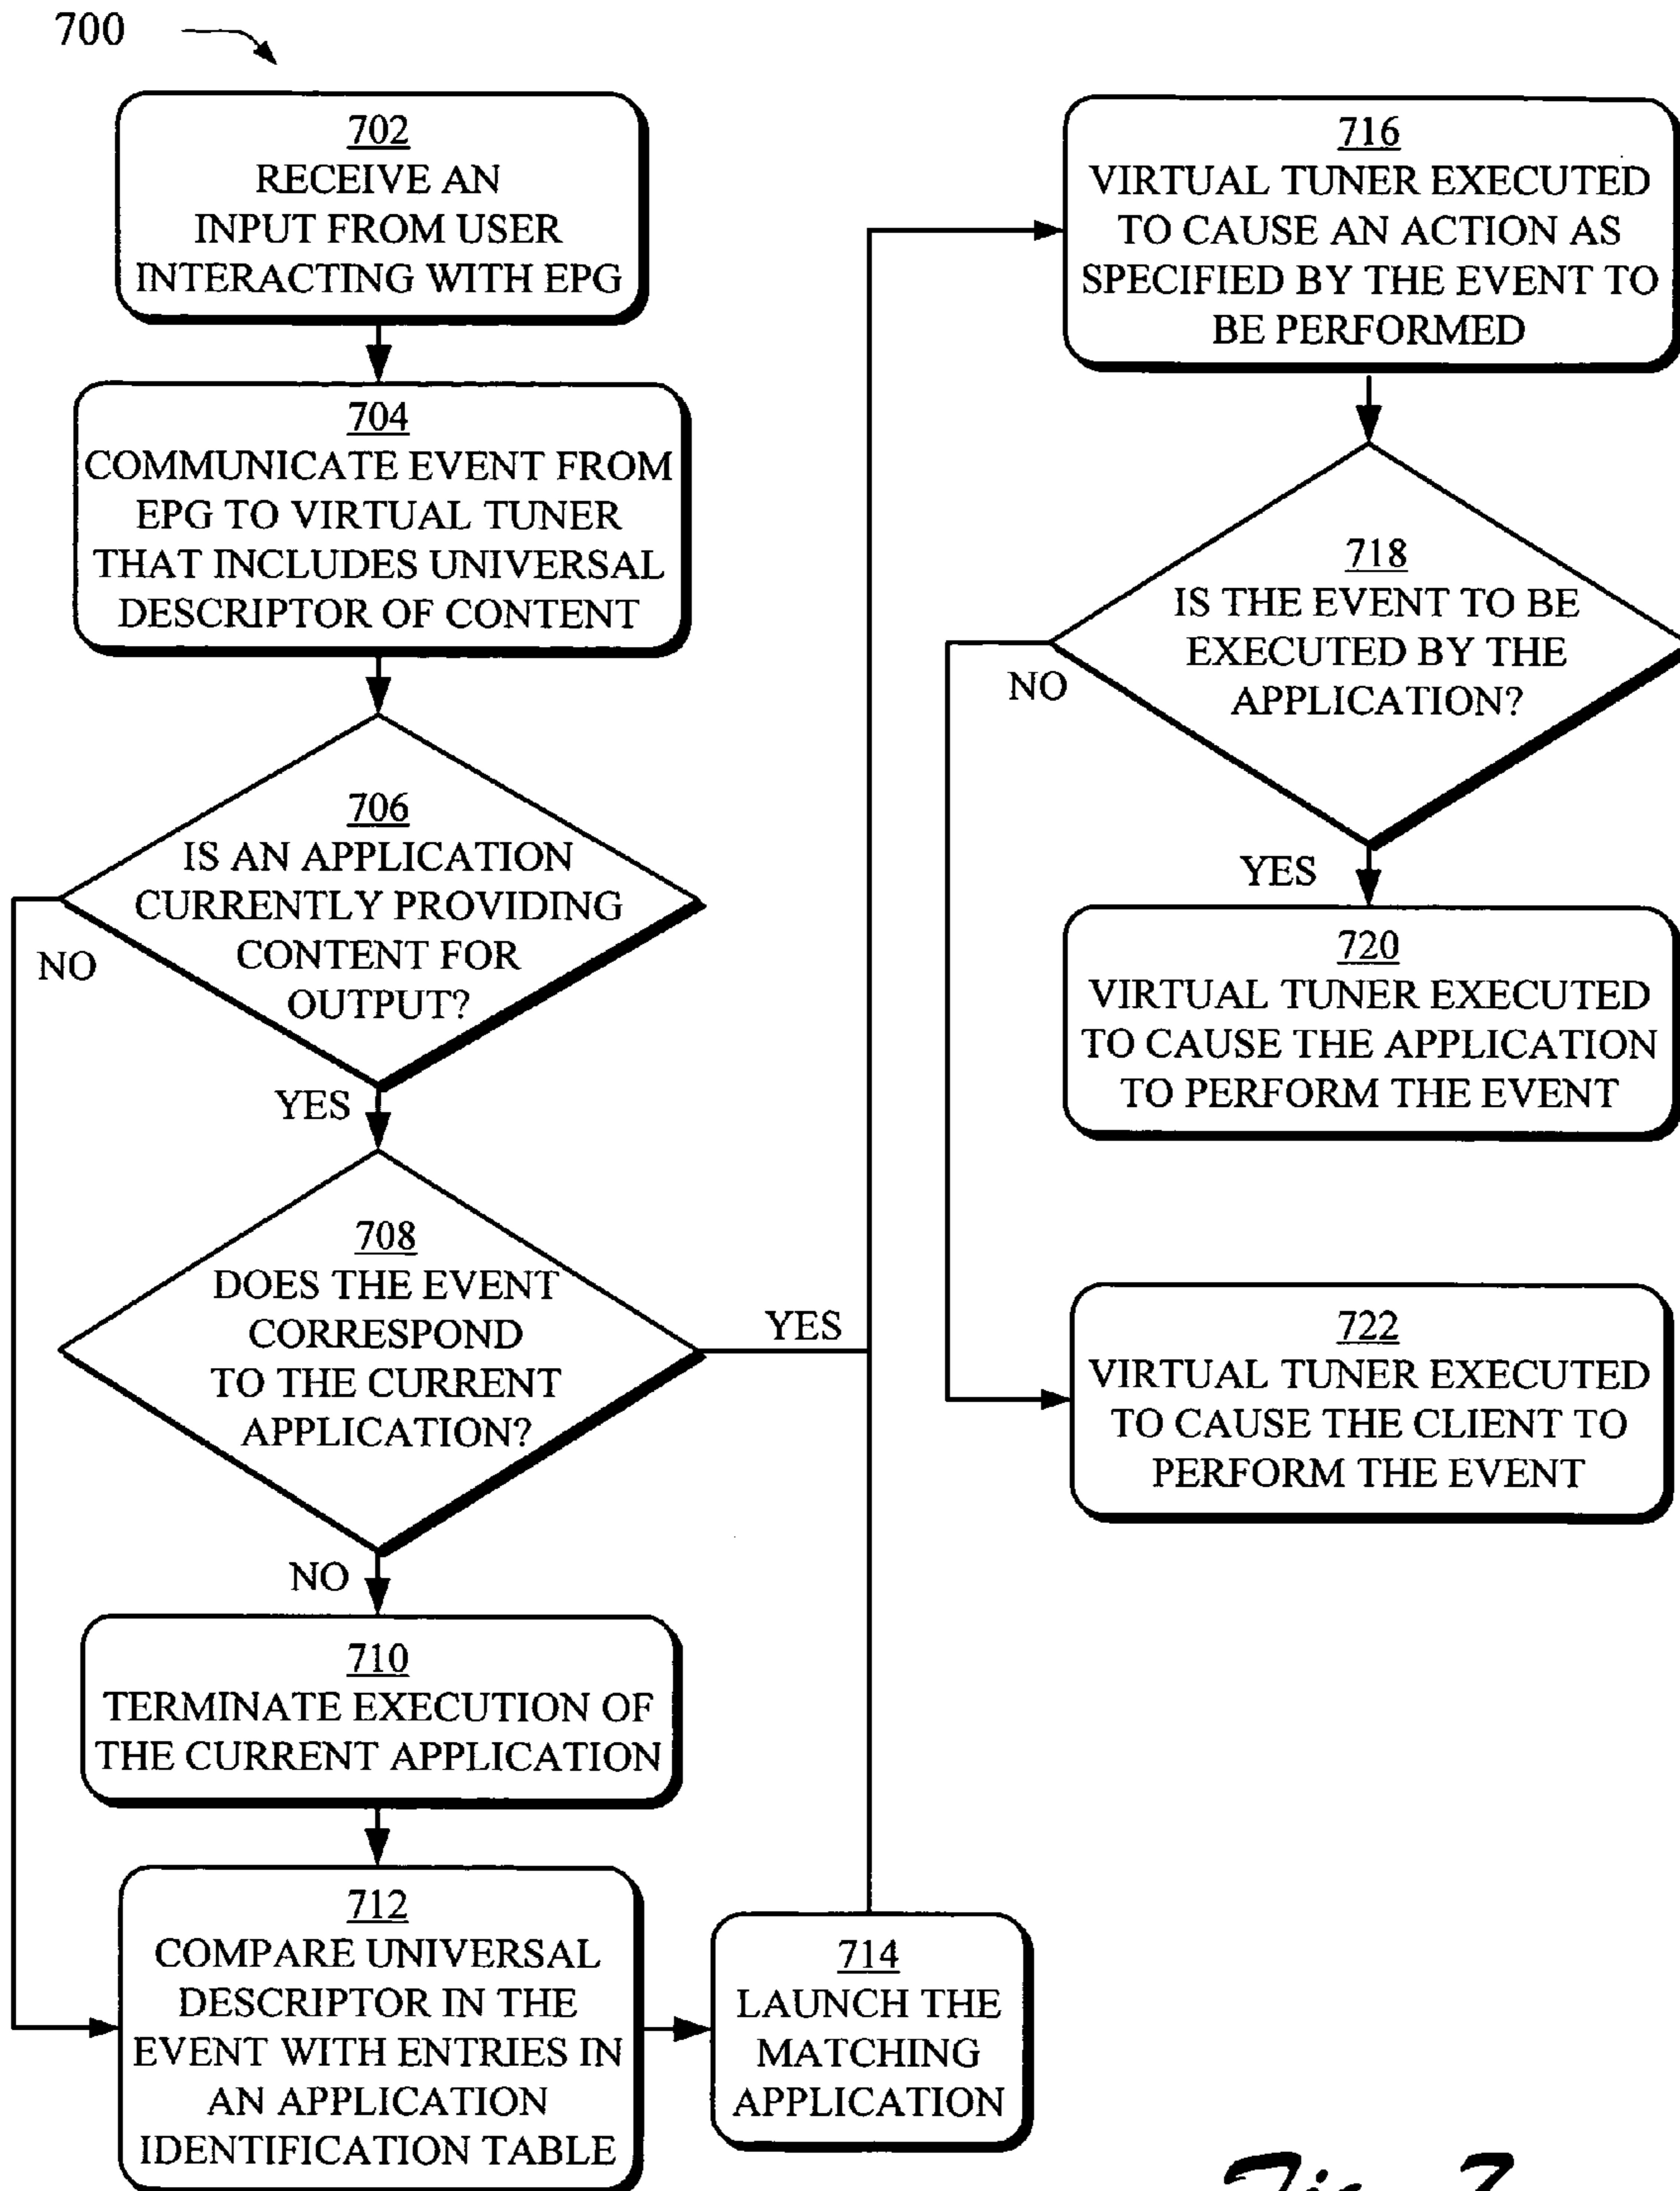 700
702
RECEIVE AN
INPUT FROM USER
INTERACTING WITH EPG
704
COMMUNICATE EVENT FROM
EPG TO VIRTUAL TUNER
THAT INCLUDES UNIVERSAL
DESCRIPTOR OF CONTENT
706
IS AN APPLICATION
CURRENTLY PROVIDING
CONTENT FOR
OUTPUT?
NO
YES
708
DOES THE EVENT
CORRESPOND
TO THE CURRENT
APPLICATION?
YES
NO
710
TERMINATE EXECUTION OF
THE CURRENT APPLICATION
712
COMPARE UNIVERSAL
DESCRIPTOR IN THE
EVENT WITH ENTRIES IN
AN APPLICATION
IDENTIFICATION TABLE
714
LAUNCH THE
MATCHING
APPLICATION
716
VIRTUAL TUNER EXECUTED
TO CAUSE AN ACTION AS
SPECIFIED BY THE EVENT TO
BE PERFORMED
718
IS THE EVENT TO BE
EXECUTED BY THE
APPLICATION?
NO
YES
720
VIRTUAL TUNER EXECUTED
TO CAUSE THE APPLICATION
TO PERFORM THE EVENT
722
VIRTUAL TUNER EXECUTED
TO CAUSE THE CLIENT TO
PERFORM THE EVENT
Fig. 7